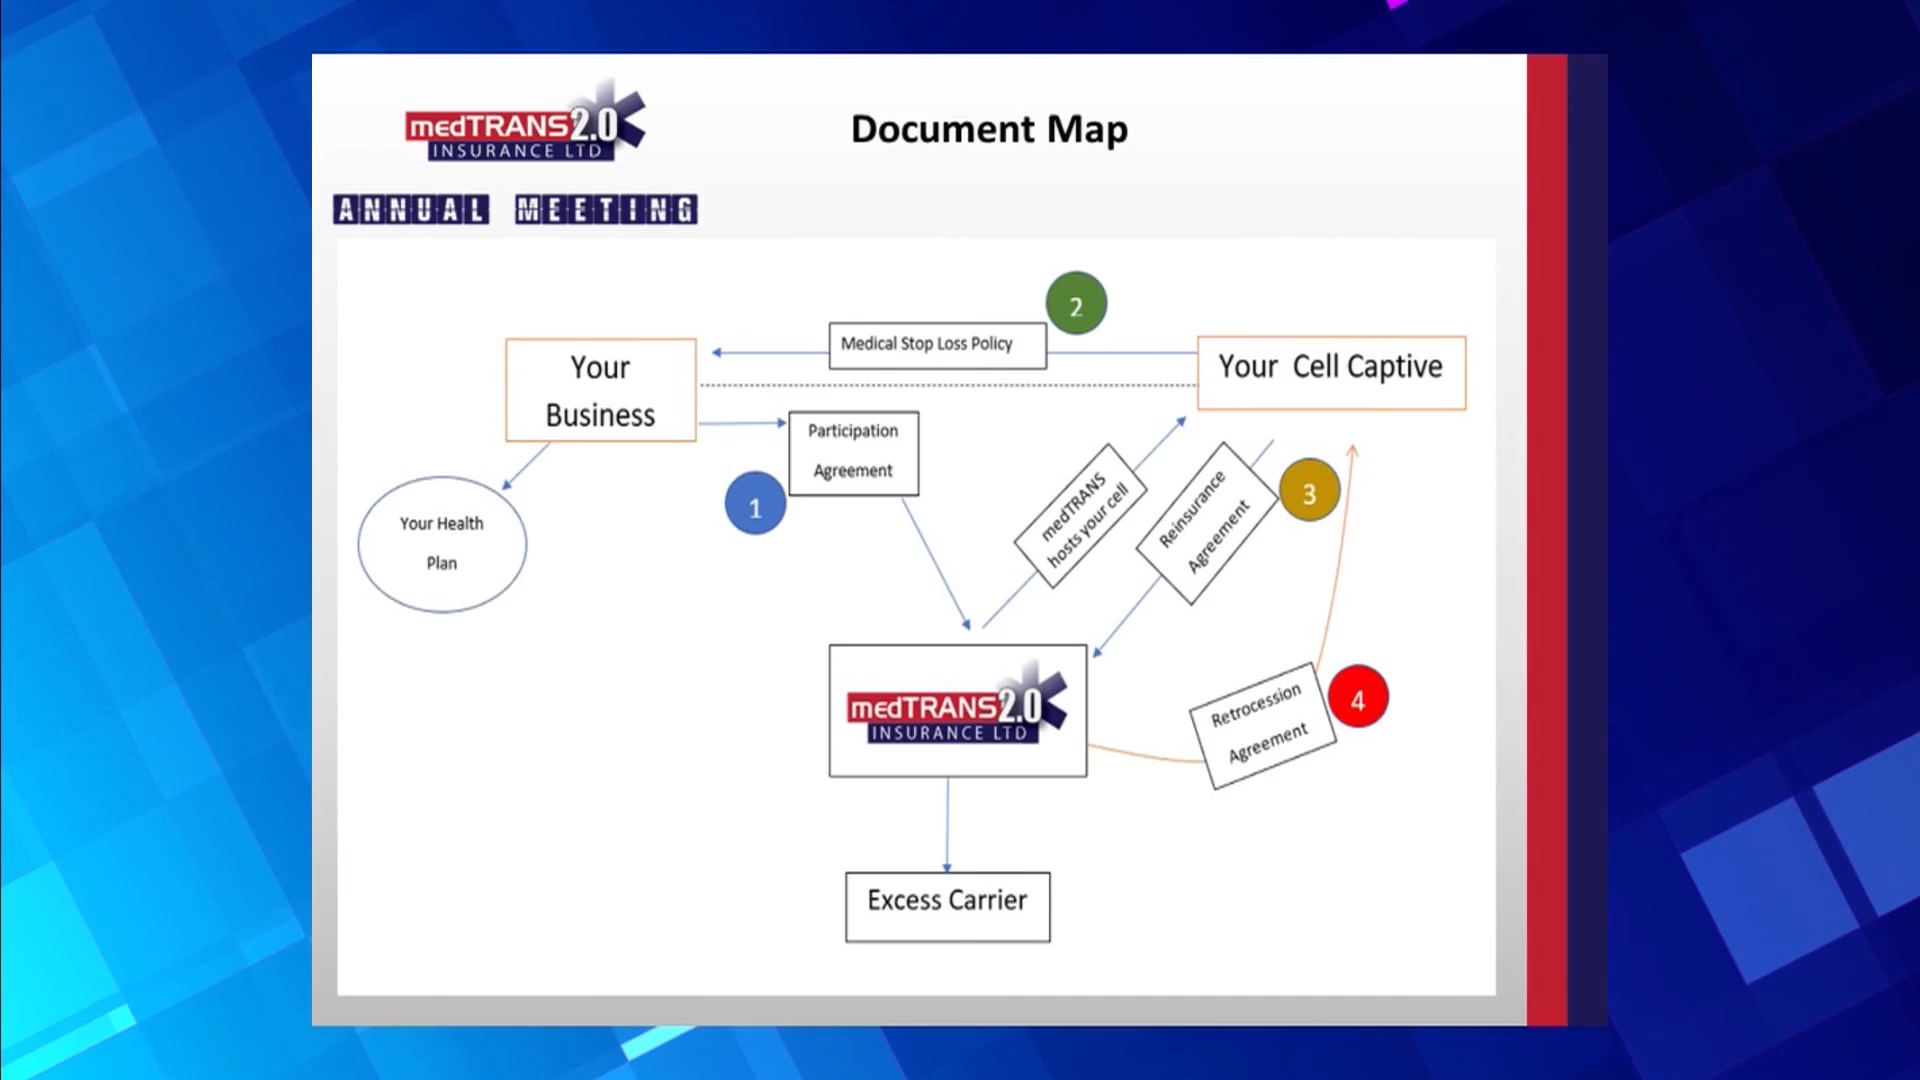 medTRANS2.0
INSURANCE LTD
Document Map
ANNUAL MEETING
2
Medical Stop Loss Policy
Your
Business
Your Cell Captive
Participation
Agreement
1
medTRANS
hosts your cell
Reinsurance
Agreement
3
Your Health
Plan
medTRANS2.0
INSURANCE LTD
Retrocession
Agreement
4
Excess Carrier